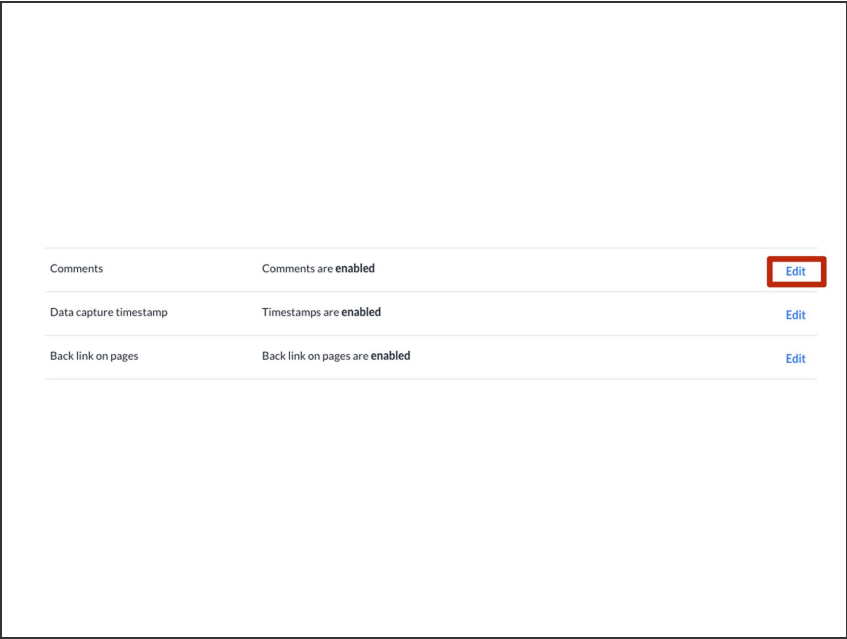 Comments Comments are enabled Edit
Data capture timestamp Timestamps are enabled Edit
Back link on pages Back link on pages are enabled Edit